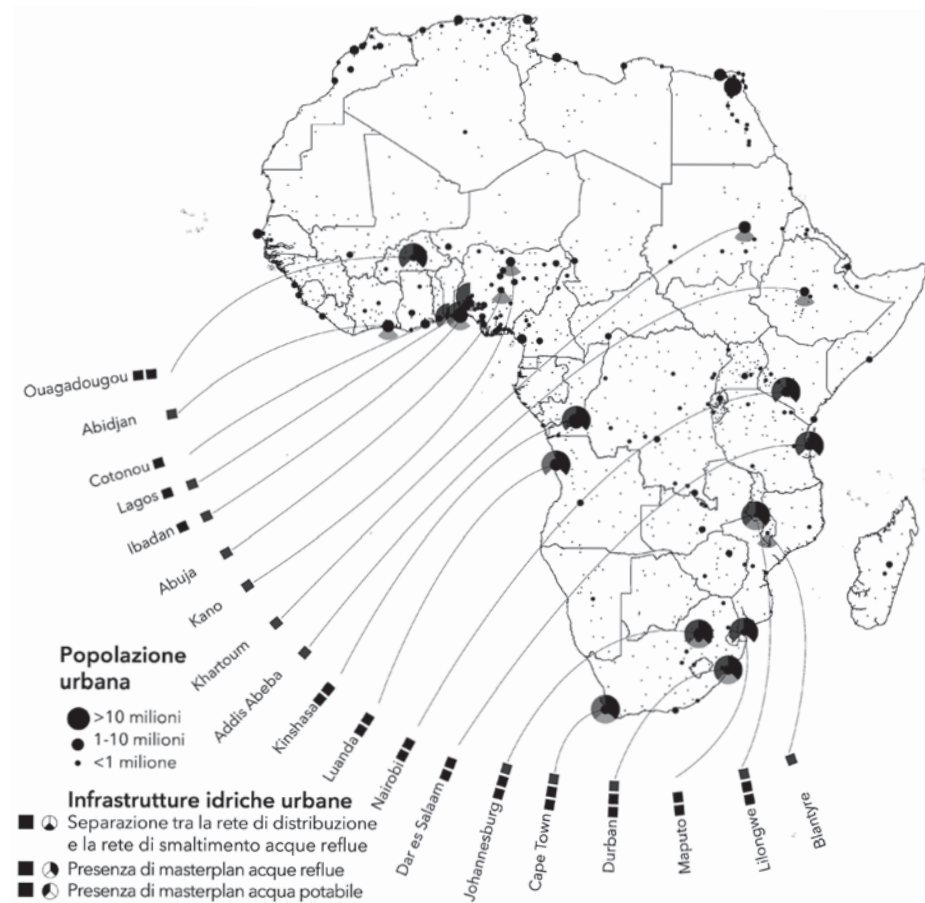 Ouagadougou
Abidjan
Cotonou
Lagos
Ibadan
Abuja
Kano
Khartoum
Addis Abeba
Kinshasa
Luanda
Nairobi
Dar es Salaam
Johannesburg
Cape Town
Durban
Maputo
Lilongwe
Blantyre
Popolazione
urbana
>10 milioni
1-10 milioni
<1 milione
Infrastrutture idriche urbane
Separazione tra la rete di distribuzione
e la rete di smaltimento acque reflue
Presenza di masterplan acque reflue
Presenza di masterplan acqua potabile